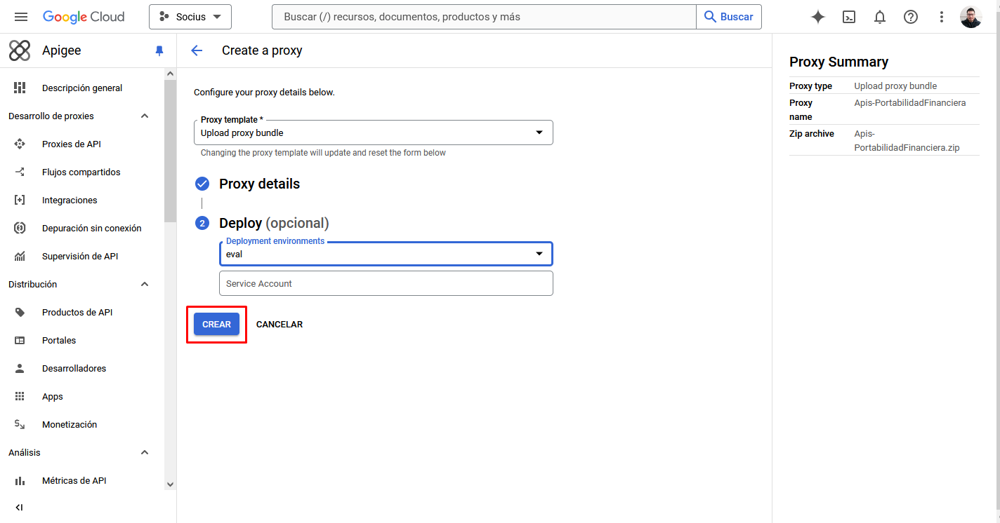 Google Cloud
Socius
Buscar (/) recursos, documentos, productos y más
Buscar
Apigee
Create a proxy
Descripción general
Desarrollo de proxies
Proxies de API
Flujos compartidos
Integraciones
Depuración sin conexión
Supervisión de API
Distribución
Productos de API
Portales
Desarrolladores
Apps
Monetización
Análisis
Métricas de API
Configure your proxy details below.
Proxy template *
Upload proxy bundle
Changing the proxy template will update and reset the form below
Proxy details
2 Deploy (opcional)
Deployment environments
eval
Service Account
CREAR CANCELAR
Proxy Summary
Proxy type Upload proxy bundle
Proxy Apis-PortabilidadFinanciera
name
Zip archive Apis-
PortabilidadFinanciera.zip